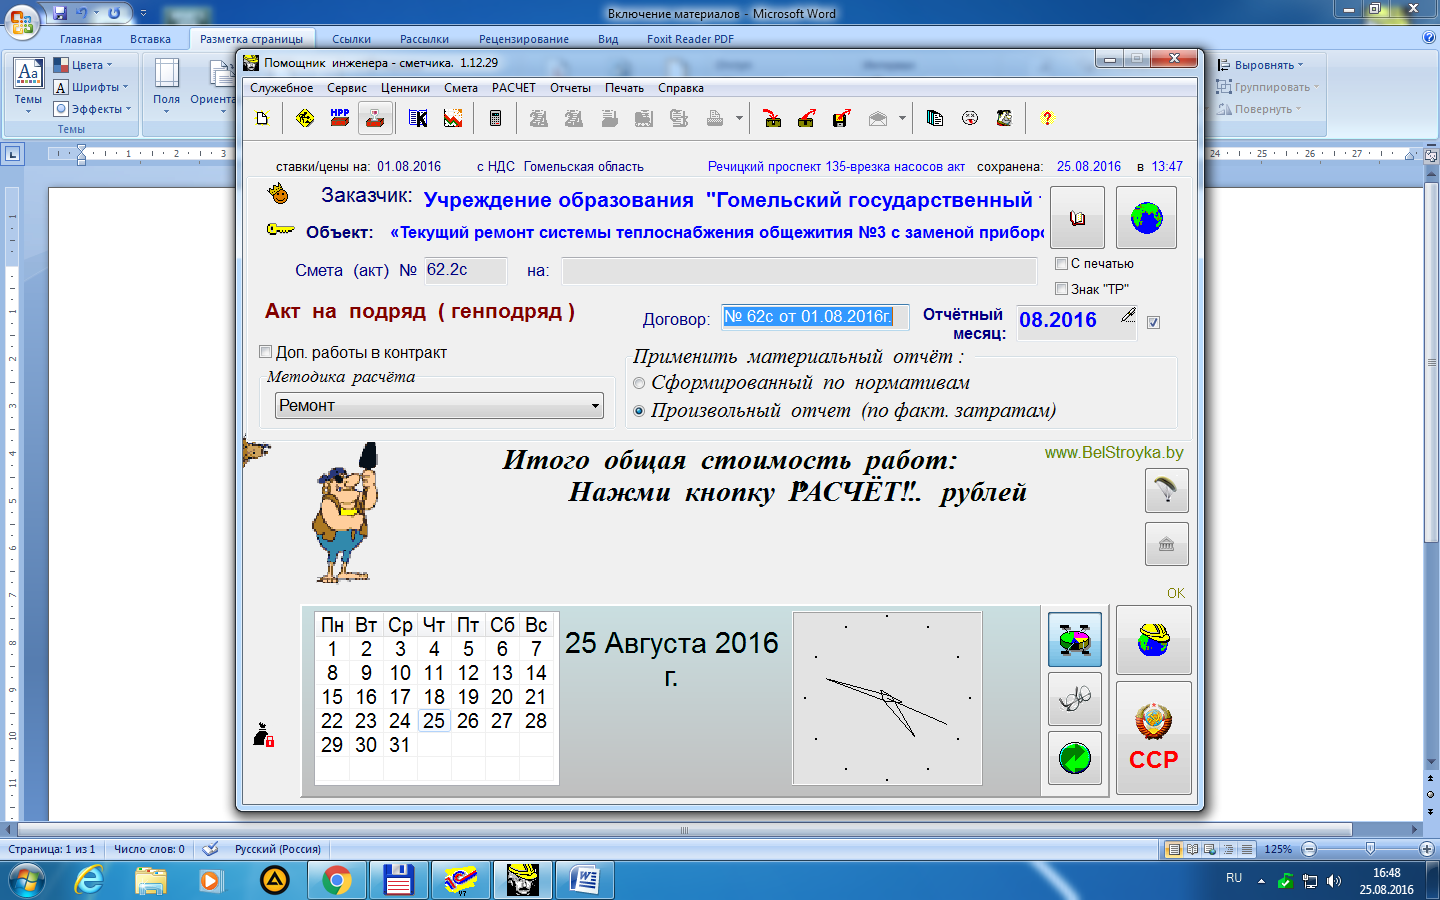 Включение материалов - Microsoft Word
Главная Вставка Разметка страницы Ссылки Рассылки Рецензирование Вид Foxit Reader PDF
Aa
Темы
Цвета
Шрифты
Эффекты
Темы
Поля
Выровнять
Группировать
Повернуть
Помощник инженера - сметчика. 1.12.29
Служебное Сервис Ценники Смета РАСЧЕТ Отчеты Печать Справка
НРР
ставки/цены на: 01.08.2016 с НДС Гомельская область Речицкий проспект 135-врезка насосов акт сохранена: 25.08.2016 в 13:47
Заказчик: Учреждение образования "Гомельский государственный
Объект: «Текущий ремонт системы теплоснабжения общежития №3 с заменой
Смета (акт) № 62.2с на:
С печатью
Знак "ТР"
Акт на подряд ( генподряд )
Договор: № 62с от 01.08.2016г.
Отчётный месяц: 08.2016
Доп. работы в контракт
Методика расчёта
Ремонт
Применить материальный отчёт :
Сформированный по нормативам
Произвольный отчет (по факт. затратам)
www.BelStroyka.by
Итого общая стоимость работ:
Нажми кнопку "РАСЧЁТ!".. рублей
OK
Пн Вт Ср Чт Пт Сб Вс
1 2 3 4 5 6 7
8 9 10 11 12 13 14
15 16 17 18 19 20 21
22 23 24 25 26 27 28
29 30 31
25 Августа 2016
г.
ССР
Страница: 1 из 1 Число слов: 0 Русский (Россия) 125%
RU 16:48
25.08.2016